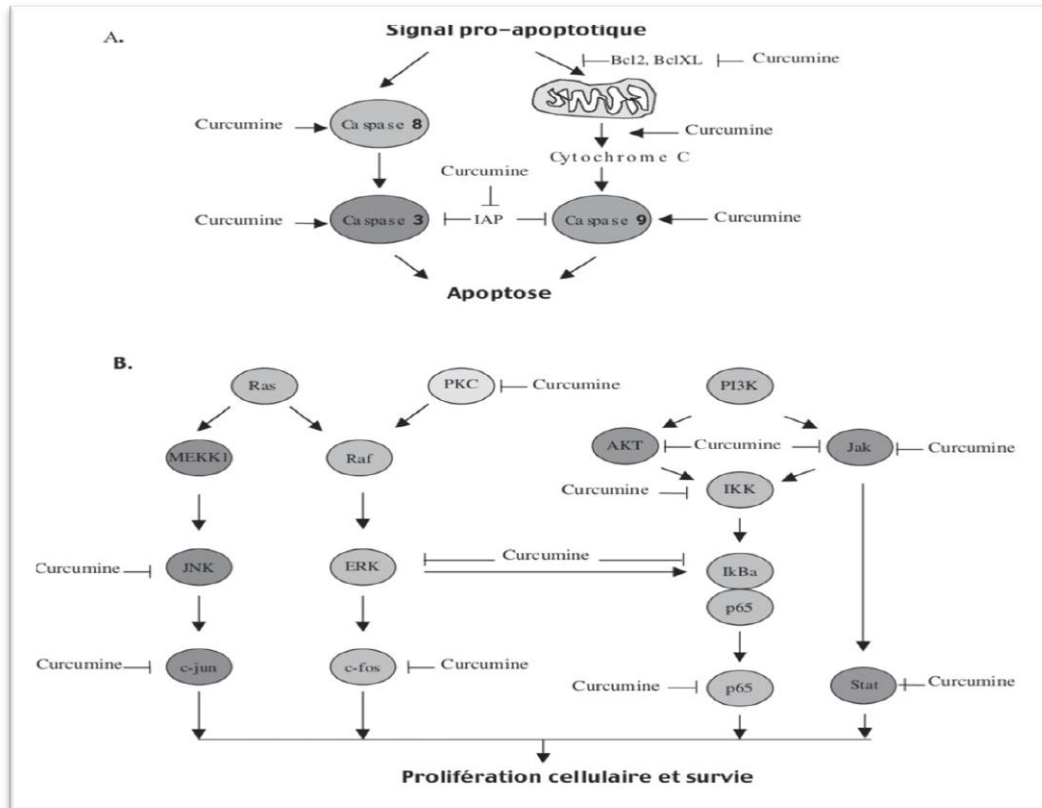 A.
Signal pro-apoptotique
Bcl2, BclXL Curcumine
Curcumine Caspase 8
Curcumine
Cytochrome C
Curcumine
Curcumine Caspase 3 IAP Caspase 9 Curcumine
Apoptose
B.
Ras PKC Curcumine PI3K
MEKK1 Raf AKT Curcumine Jak Curcumine
Curcumine IKK
Curcumine JNK ERK Curcumine IkBa
p65
Curcumine c-jun c-fos Curcumine
Curcumine p65 Stat Curcumine
Prolifération cellulaire et survie